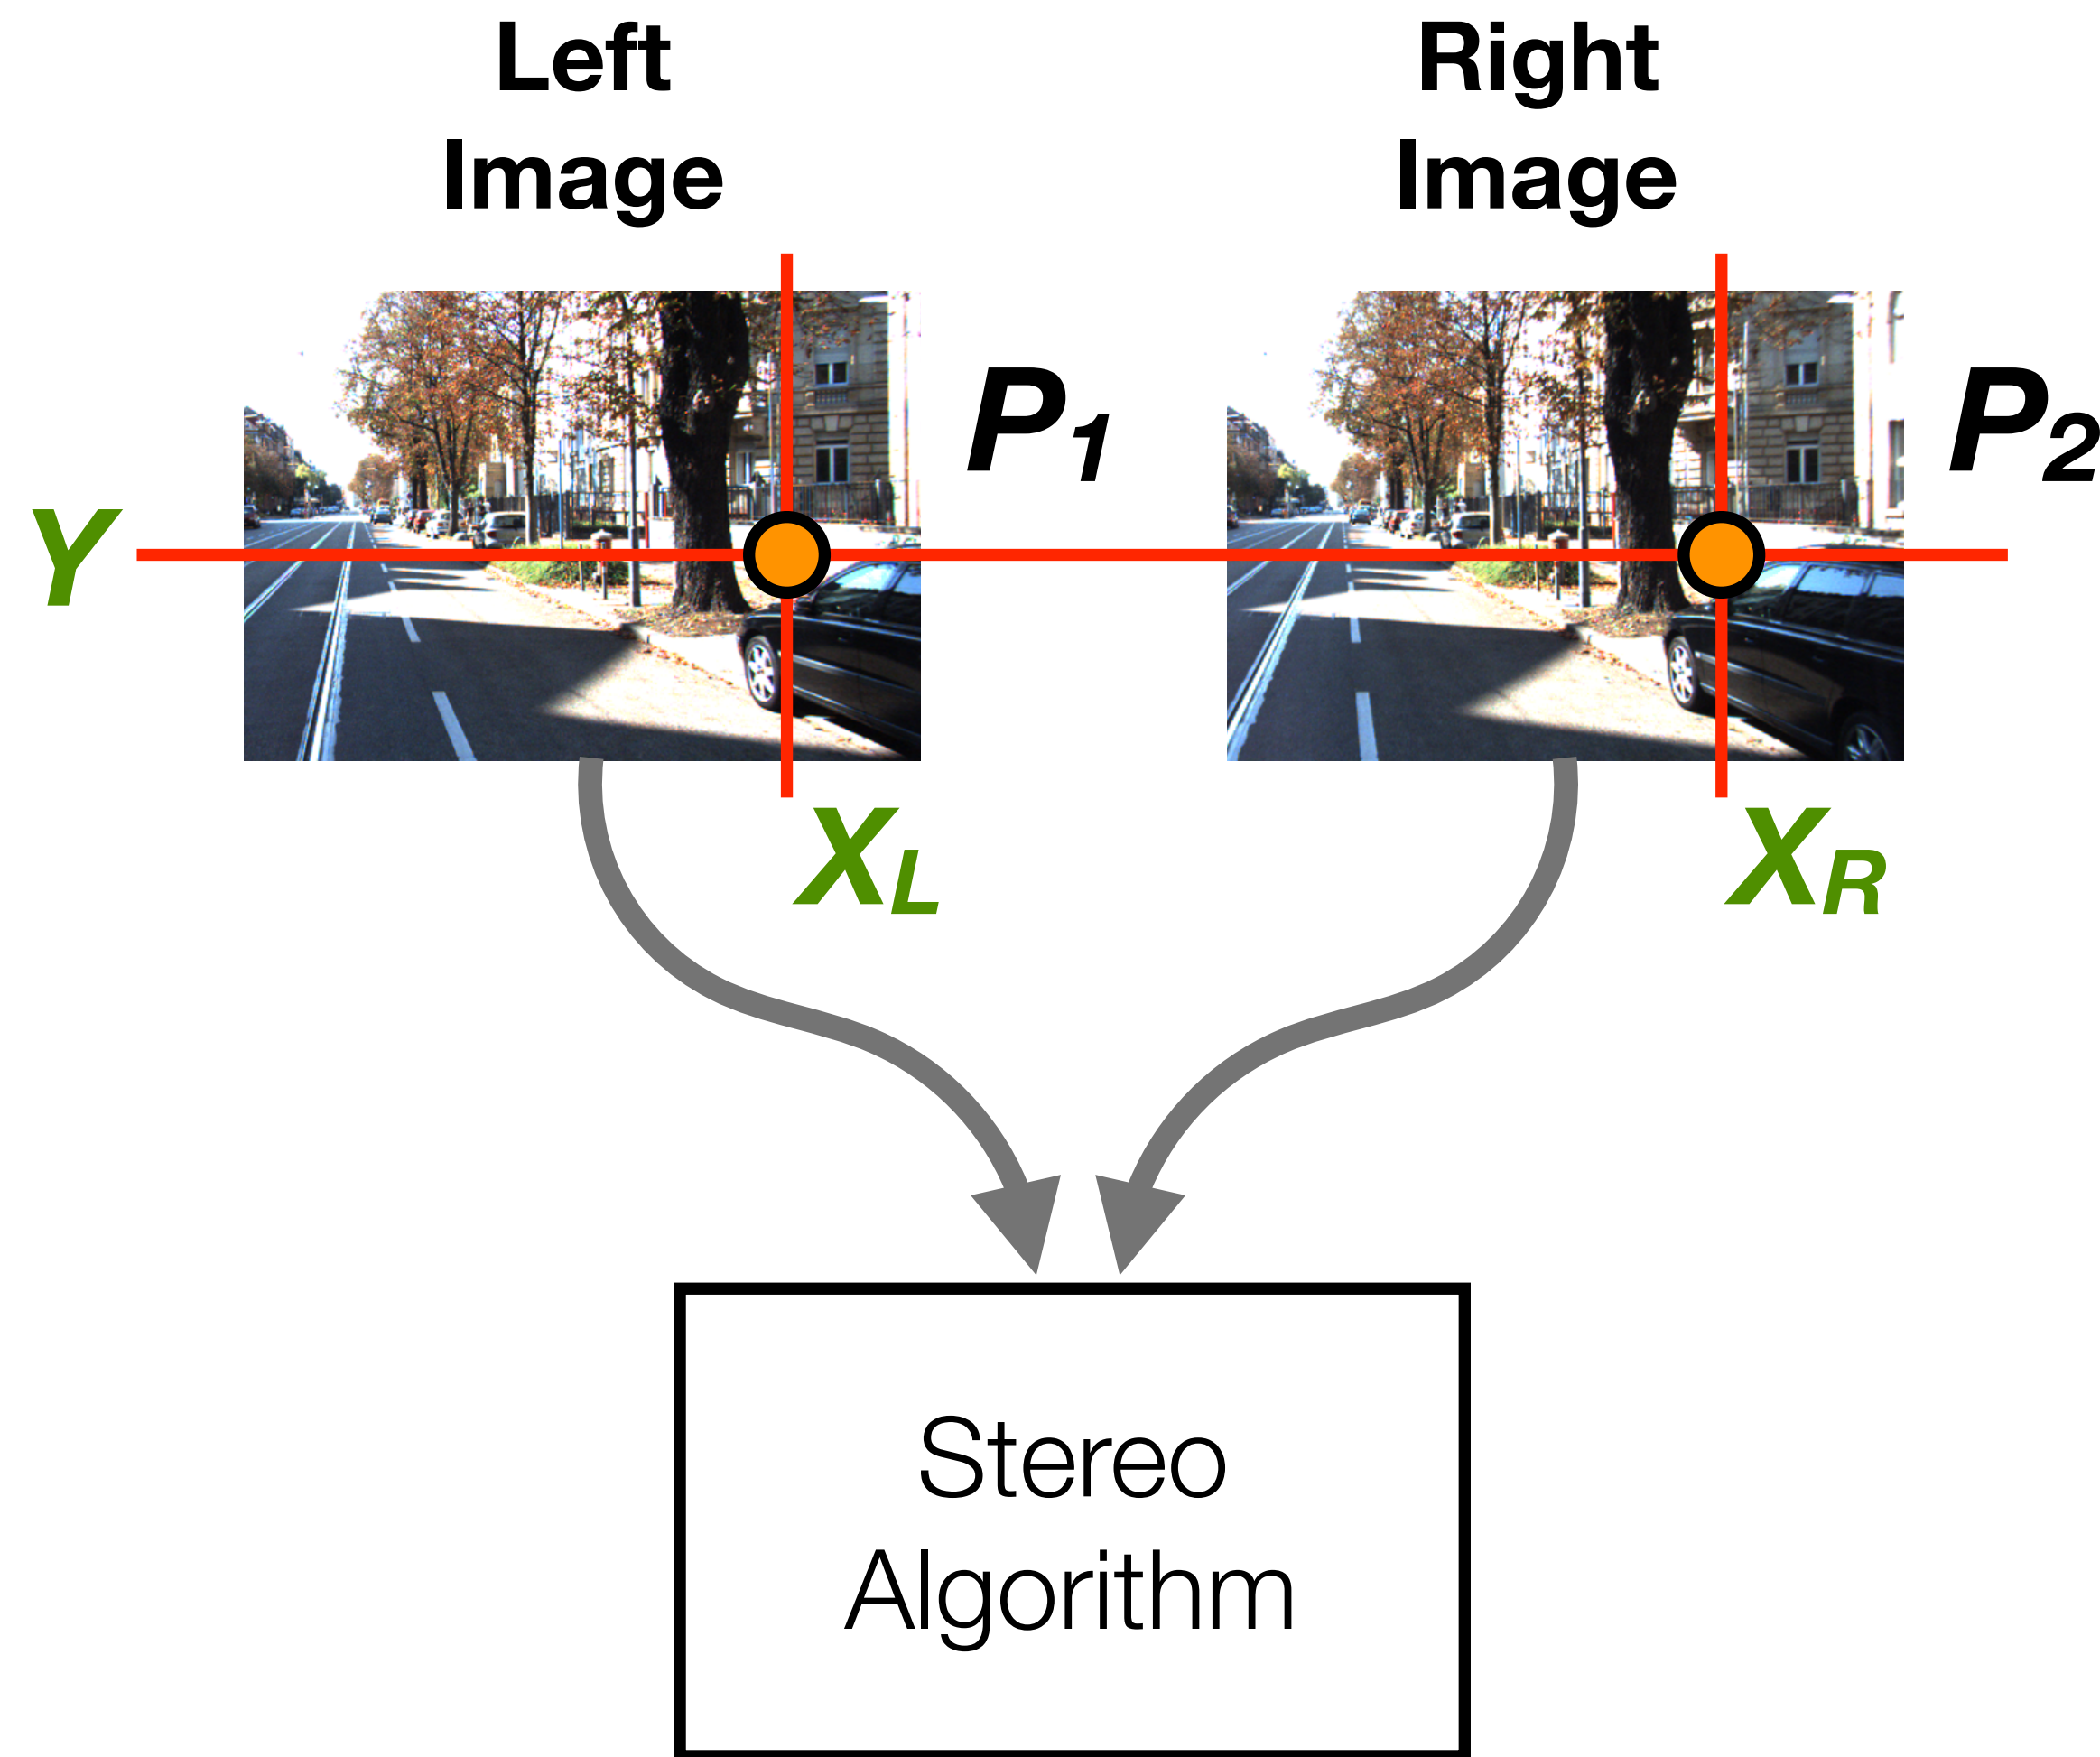 Left
Image
Right
Image
P1
P2
Y
XL
XR
Stereo
Algorithm